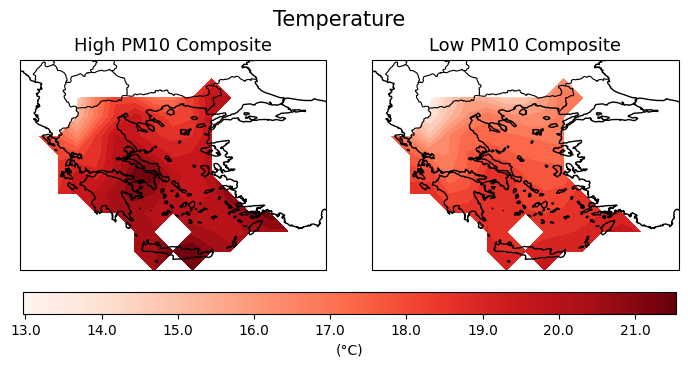 Temperature
High PM10 Composite
Low PM10 Composite
13.0 14.0 15.0 16.0 17.0 18.0 19.0 20.0 21.0
(°C)